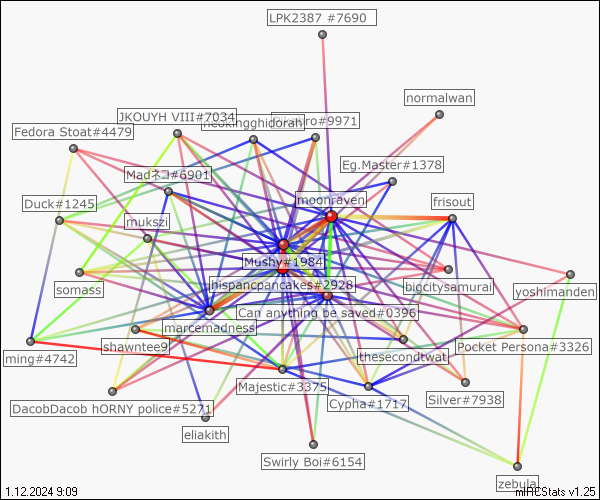 LPK2387 #7690
normalwan
JKOUYH VIII#7034
neokingghidorah
#9971
Fedora Stoat#4479
Eg.Master#1378
Madネコ#6901
moonraven
frisout
Duck#1245
mukszi
Mushy#1984
hispancpancakes#2928
bigcitysamurai
yoshimanden
somass
Can anything be saved#0396
marcemadness
shawntee9
ming#4742
thesecondtwat
Pocket Persona#3326
Majestic#3375
Silver#7938
DacobDacob hORNY police#5271
Cypha#1717
eliakith
Swirly Boi#6154
zebula
1.12.2024 9:09
mIRCStats v1.25